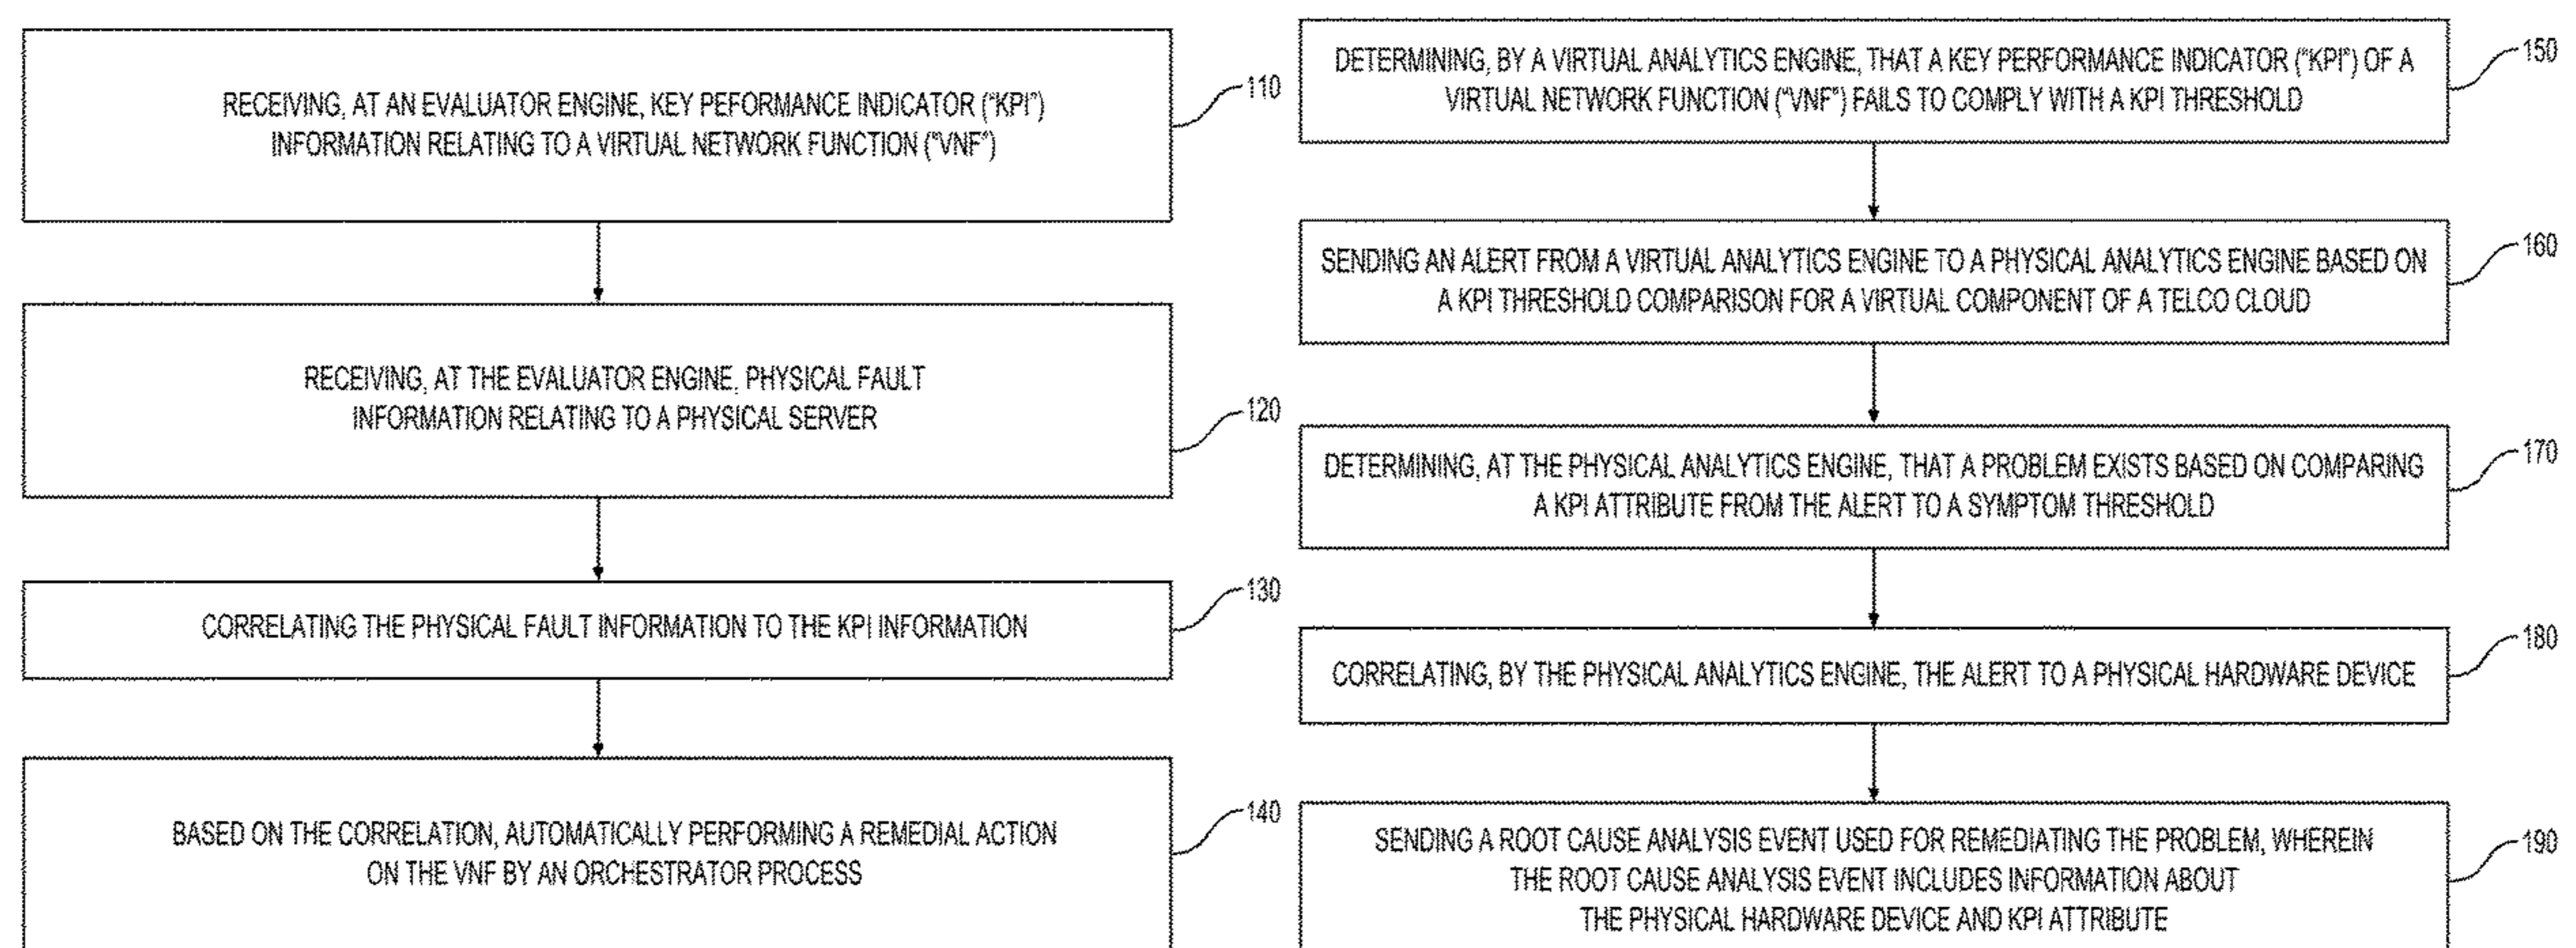 RECEIVING, AT AN EVALUATOR ENGINE, KEY PEFORMANCE INDICATOR ("KPI")
INFORMATION RELATING TO A VIRTUAL NETWORK FUNCTION ("VNF")
110
RECEIVING, AT THE EVALUATOR ENGINE, PHYSICAL FAULT
INFORMATION RELATING TO A PHYSICAL SERVER
120
CORRELATING THE PHYSICAL FAULT INFORMATION TO THE KPI INFORMATION
130
BASED ON THE CORRELATION, AUTOMATICALLY PERFORMING A REMEDIAL ACTION
ON THE VNF BY AN ORCHESTRATOR PROCESS
140
DETERMINING, BY A VIRTUAL ANALYTICS ENGINE, THAT A KEY PERFORMANCE INDICATOR ("KPI") OF A
VIRTUAL NETWORK FUNCTION ("VNF") FAILS TO COMPLY WITH A KPI THRESHOLD
150
SENDING AN ALERT FROM A VIRTUAL ANALYTICS ENGINE TO A PHYSICAL ANALYTICS ENGINE BASED ON
A KPI THRESHOLD COMPARISON FOR A VIRTUAL COMPONENT OF A TELCO CLOUD
160
DETERMINING, AT THE PHYSICAL ANALYTICS ENGINE, THAT A PROBLEM EXISTS BASED ON COMPARING
A KPI ATTRIBUTE FROM THE ALERT TO A SYMPTOM THRESHOLD
170
CORRELATING, BY THE PHYSICAL ANALYTICS ENGINE, THE ALERT TO A PHYSICAL HARDWARE DEVICE
180
SENDING A ROOT CAUSE ANALYSIS EVENT USED FOR REMEDIATING THE PROBLEM, WHEREIN
THE ROOT CAUSE ANALYSIS EVENT INCLUDES INFORMATION ABOUT
THE PHYSICAL HARDWARE DEVICE AND KPI ATTRIBUTE
190